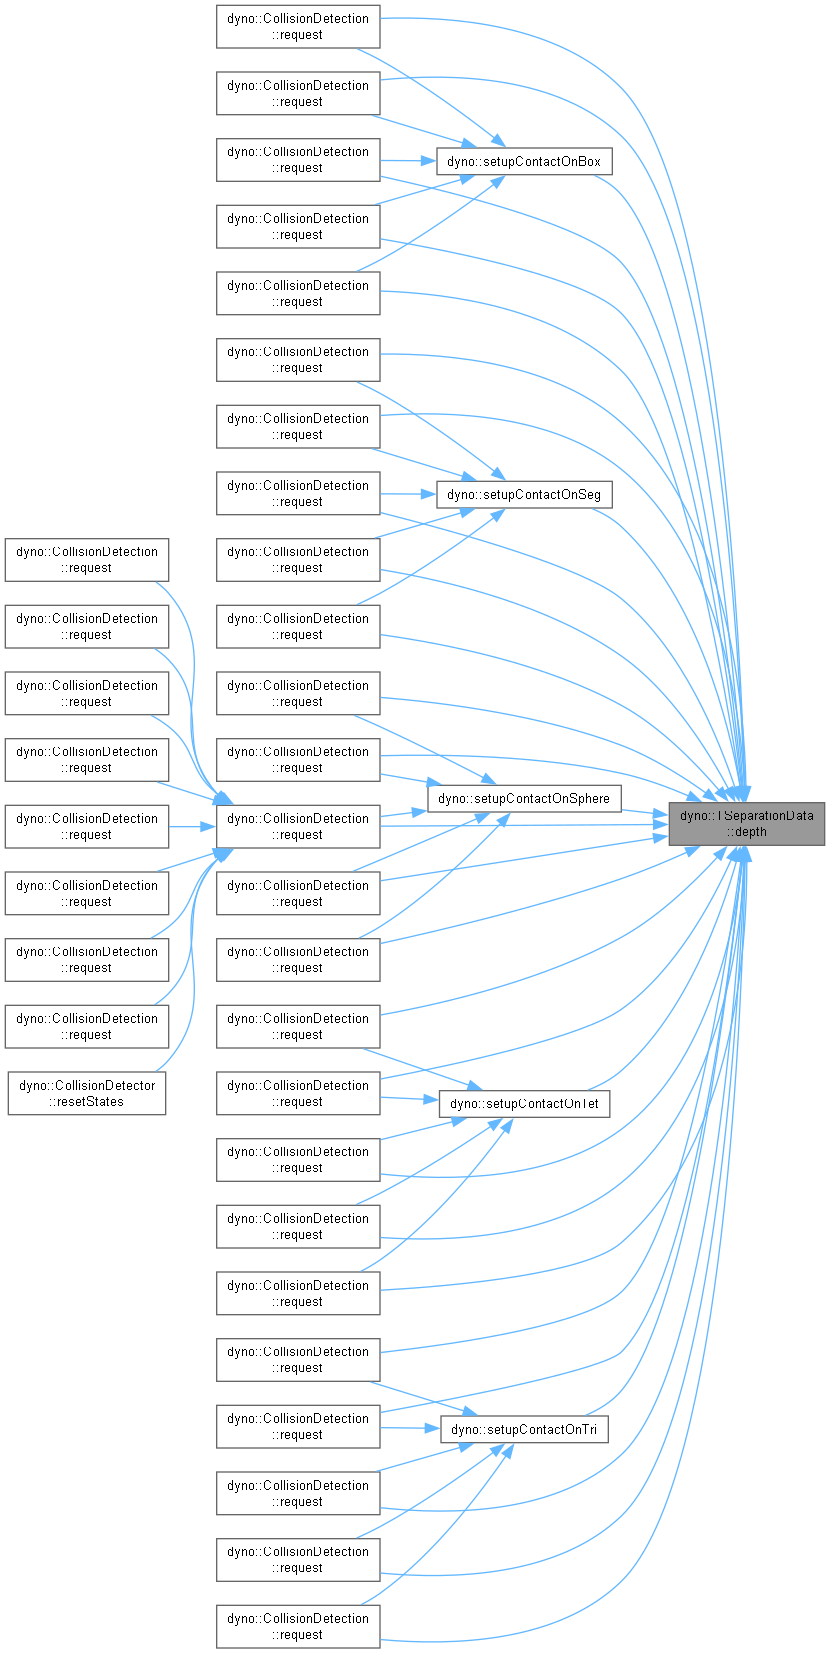 dyno::CollisionDetection
::request
dyno::CollisionDetection
::request
dyno::CollisionDetection
::request
dyno::CollisionDetection
::request
dyno::CollisionDetection
::request
dyno::CollisionDetection
::request
dyno::CollisionDetection
::request
dyno::CollisionDetection
::request
dyno::CollisionDetector
::resetStates
dyno::CollisionDetection
::request
dyno::CollisionDetection
::request
dyno::CollisionDetection
::request
dyno::CollisionDetection
::request
dyno::CollisionDetection
::request
dyno::CollisionDetection
::request
dyno::CollisionDetection
::request
dyno::CollisionDetection
::request
dyno::CollisionDetection
::request
dyno::CollisionDetection
::request
dyno::CollisionDetection
::request
dyno::CollisionDetection
::request
dyno::CollisionDetection
::request
dyno::CollisionDetection
::request
dyno::CollisionDetection
::request
dyno::CollisionDetection
::request
dyno::CollisionDetection
::request
dyno::CollisionDetection
::request
dyno::CollisionDetection
::request
dyno::CollisionDetection
::request
dyno::CollisionDetection
::request
dyno::CollisionDetection
::request
dyno::CollisionDetection
::request
dyno::CollisionDetection
::request
dyno::CollisionDetection
::request
dyno::setupContactOnBox
dyno::setupContactOnSeg
dyno::setupContactOnSphere
dyno::setupContactOnTet
dyno::setupContactOnTri
dyno::TSeparationData
::depth